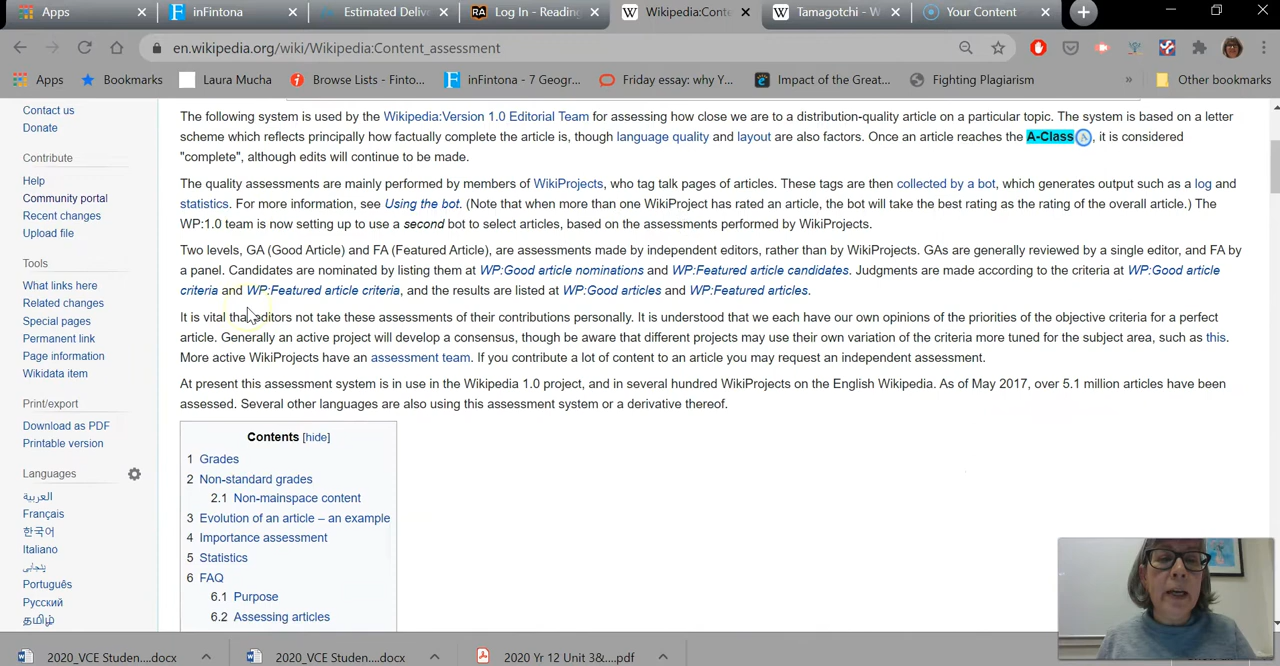 Apps
inFintona
Estimated Delive
Log In - Reading
Wikipedia:Conte
Tamagotchi - W
Your Content
en.wikipedia.org/wiki/Wikipedia:Content_assessment
Apps
Bookmarks
Laura Mucha
Browse Lists - Finto...
inFintona - 7 Geogr...
Friday essay: why Y...
Impact of the Great...
Fighting Plagiarism
»
Other bookmarks
Contact us
Donate
Contribute
Help
Community portal
Recent changes
Upload file
Tools
What links here
Related changes
Special pages
Permanent link
Page information
Wikidata item
Print/export
Download as PDF
Printable version
Languages
العربية
Français
한국어
Italiano
پنجابی
Português
Русский
தமிழ்
The following system is used by the Wikipedia:Version 1.0 Editorial Team for assessing how close we are to a distribution-quality article on a particular topic. The system is based on a letter
scheme which reflects principally how factually complete the article is, though language quality and layout are also factors. Once an article reaches the A-Class, it is considered
"complete", although edits will continue to be made.
The quality assessments are mainly performed by members of WikiProjects, who tag talk pages of articles. These tags are then collected by a bot, which generates output such as a log and
statistics. For more information, see Using the bot. (Note that when more than one WikiProject has rated an article, the bot will take the best rating as the rating of the overall article.) The
WP:1.0 team is now setting up to use a second bot to select articles, based on the assessments performed by WikiProjects.
Two levels, GA (Good Article) and FA (Featured Article), are assessments made by independent editors, rather than by WikiProjects. GAs are generally reviewed by a single editor, and FA by
a panel. Candidates are nominated by listing them at WP:Good article nominations and WP:Featured article candidates. Judgments are made according to the criteria at WP:Good article
criteria and WP:Featured article criteria, and the results are listed at WP:Good articles and WP:Featured articles.
It is vital that editors not take these assessments of their contributions personally. It is understood that we each have our own opinions of the priorities of the objective criteria for a perfect
article. Generally an active project will develop a consensus, though be aware that different projects may use their own variation of the criteria more tuned for the subject area, such as this.
More active WikiProjects have an assessment team. If you contribute a lot of content to an article you may request an independent assessment.
At present this assessment system is in use in the Wikipedia 1.0 project, and in several hundred WikiProjects on the English Wikipedia. As of May 2017, over 5.1 million articles have been
assessed. Several other languages are also using this assessment system or a derivative thereof.
Contents [hide]
1 Grades
2 Non-standard grades
2.1 Non-mainspace content
3 Evolution of an article – an example
4 Importance assessment
5 Statistics
6 FAQ
6.1 Purpose
6.2 Assessing articles
2020_VCE Studen....docx
2020_VCE Studen....docx
2020 Yr 12 Unit 3&....pdf